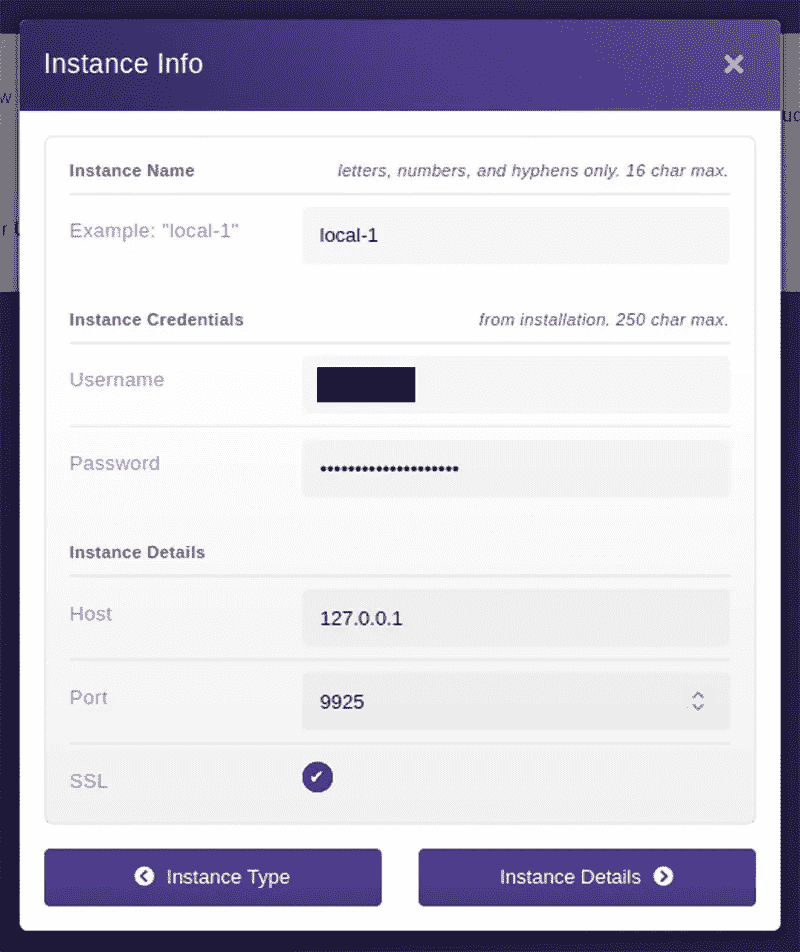 Instance Info
Instance Name letters, numbers, and hyphens only. 16 char max.
Example: "local-1" local-1
Instance Credentials from installation. 250 char max.
Username
Password ••••••••••••••••••••
Instance Details
Host 127.0.0.1
Port 9925
SSL
Instance Type Instance Details